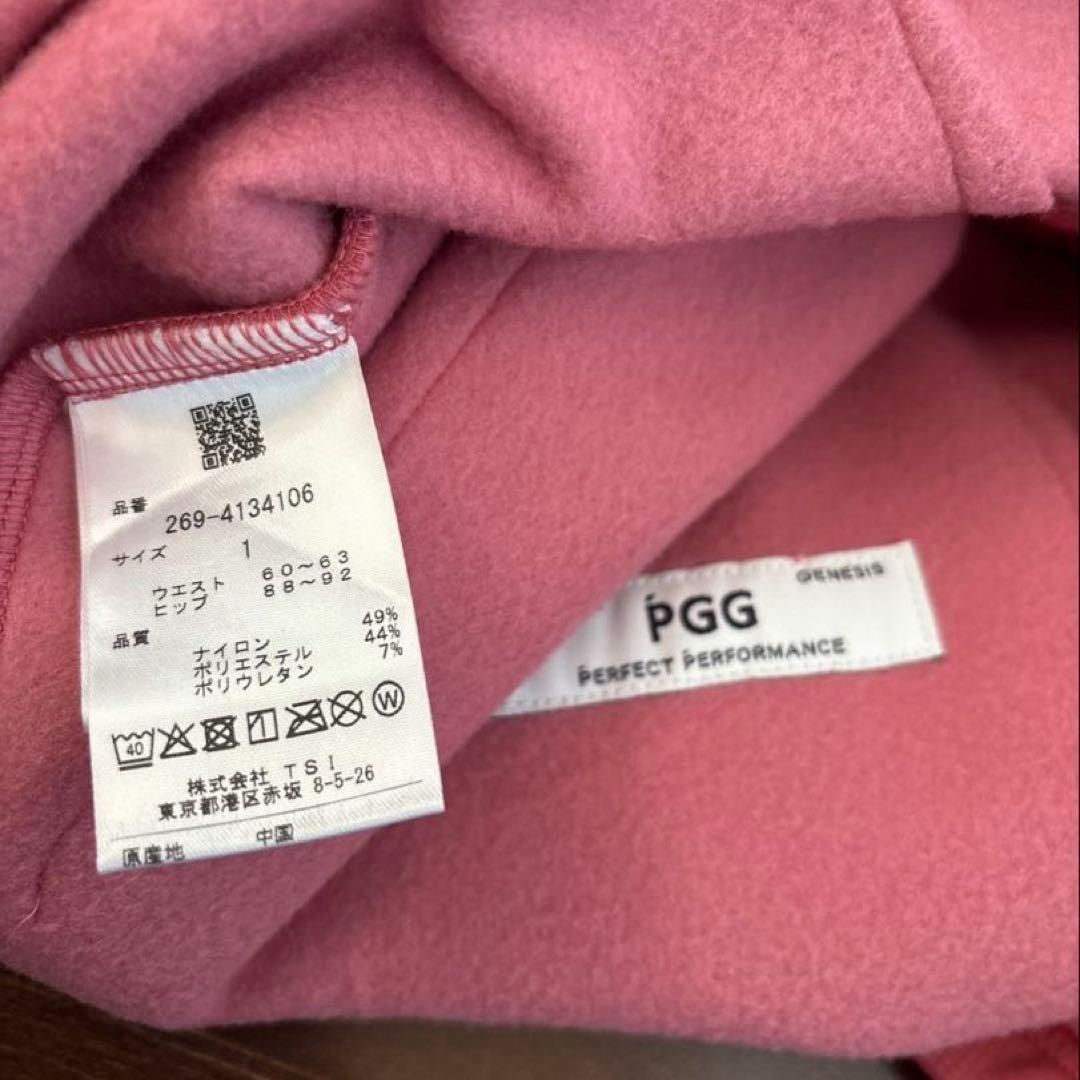 品番
269-4134106
サイズ 1
ウエスト 60～63
ヒップ 88～92
品質
ナイロン 49%
ポリエステル 44%
ポリウレタン 7%
40
W
株式会社 TSI
東京都港区赤坂 8-5-26
原産地 中国
GENESIS
PGG
PERFECT PERFORMANCE